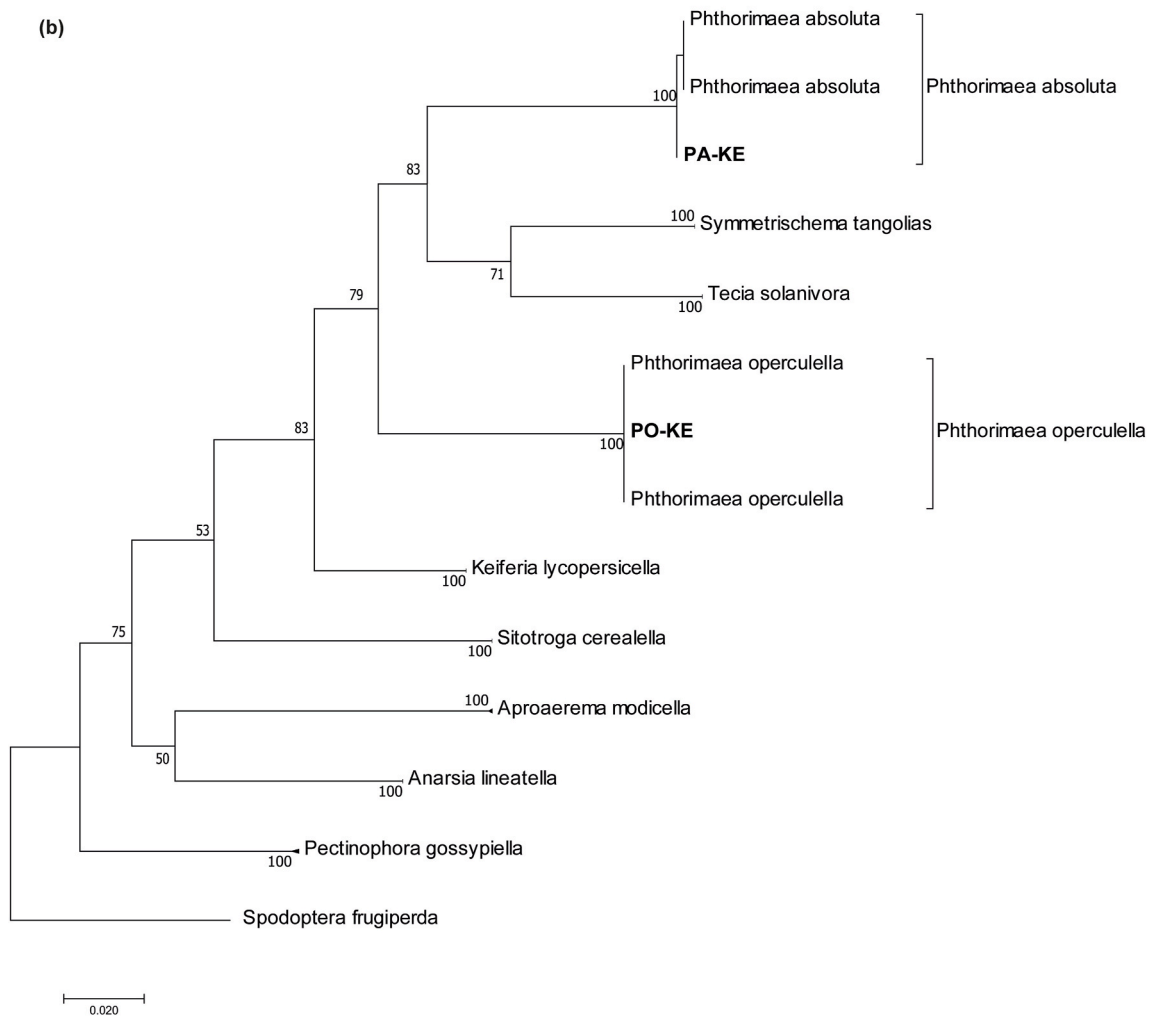 (b)
Phthorimaea absoluta
Phthorimaea absoluta
Phthorimaea absoluta
100
PA-KE
83
100
Symmetrischema tangolias
71
79
Tecia solanivora
100
Phthorimaea operculella
83
PO-KE
Phthorimaea operculella
100
Phthorimaea operculella
53
Keiferia lycopersicella
100
75
Sitotroga cerealella
100
100
Aproaerema modicella
50
Anarsia lineatella
100
Pectinophora gossypiella
100
Spodoptera frugiperda
0.020